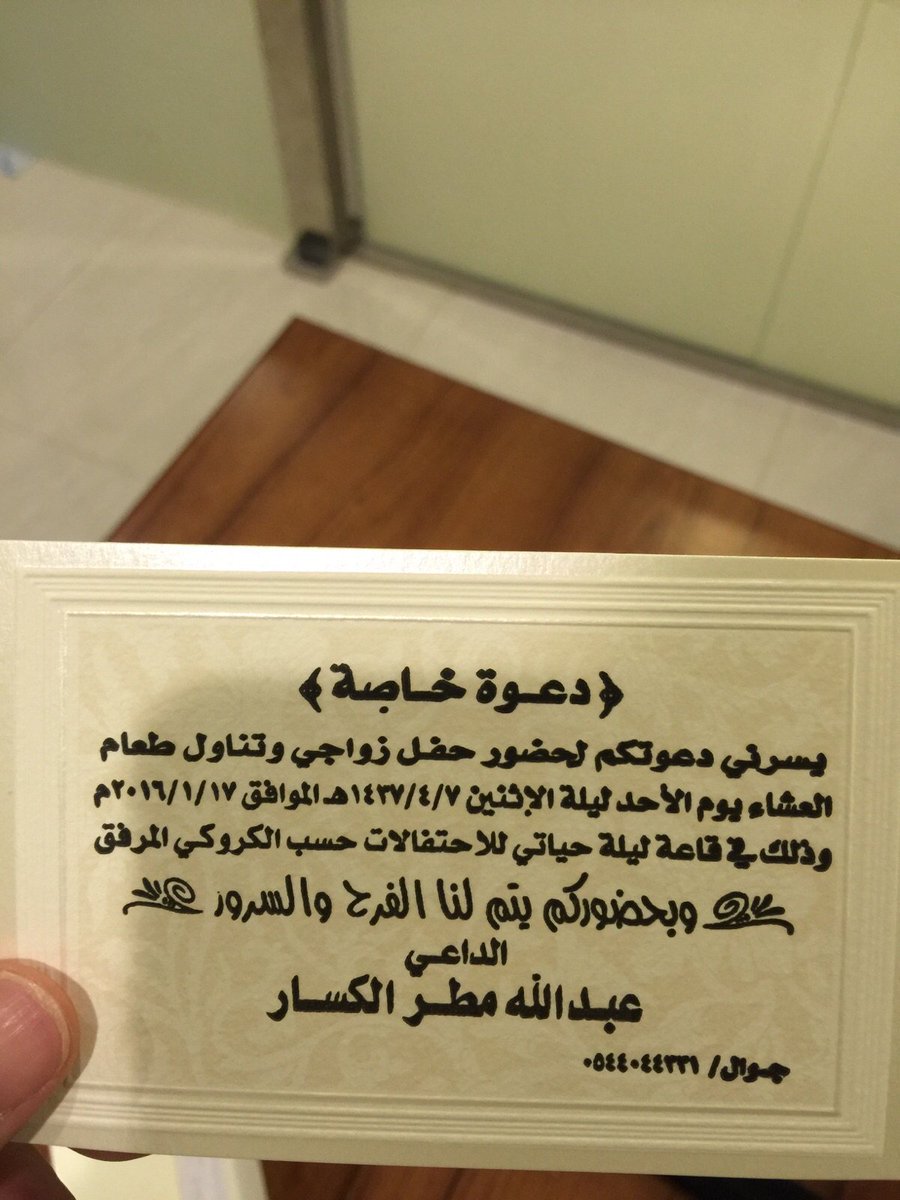 ﴿دعوة خاصة﴾
يسرني دعوتكم لحضور حفل زواجي وتناول طعام
العشاء يوم الأحد ليلة الإثنين ١٤٣٧/٤/٧هـ الموافق ٢٠١٦/١/١٧م
وذلك في قاعة ليلة حياتي للاحتفالات حسب الكروكي المرفق
وبحضوركم يتم لنا الفرح والسرور
الداعي
عبدالله مطر الكسار
جوال/ ٠٥٤٤٠٤٤٣٣١